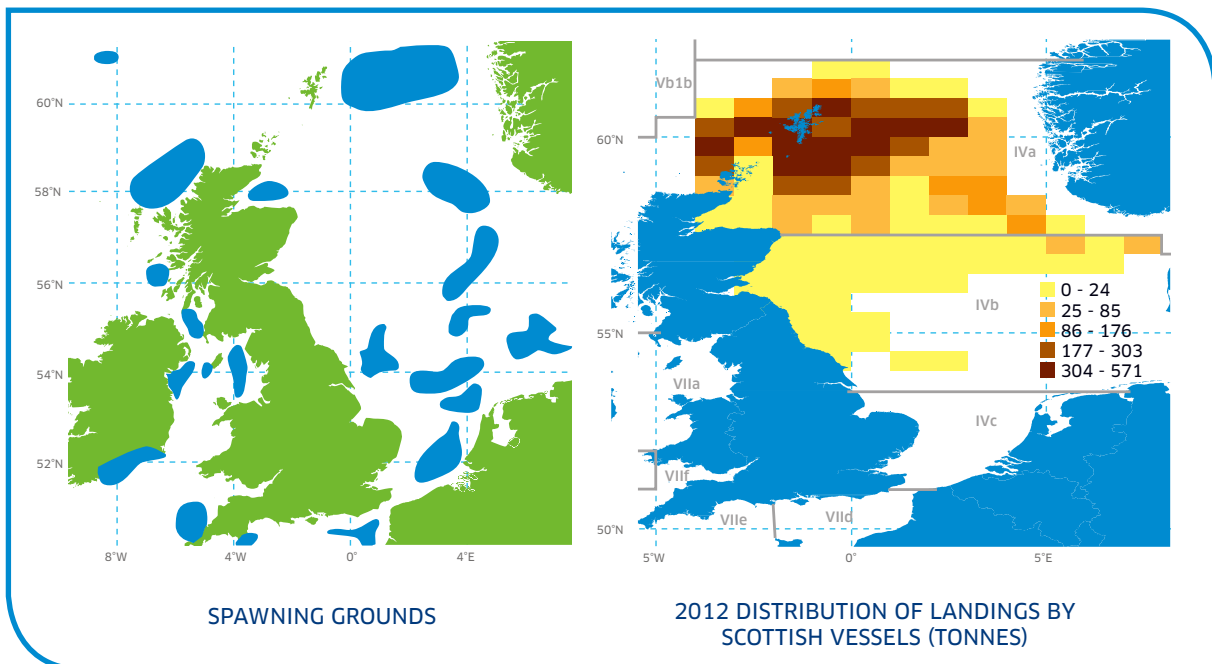 60°N
58°N
56°N
54°N
52°N
8°W
4°W
0°
4°E
SPAWNING GROUNDS
Vb1b
60°N
IVa
0 - 24
25 - 85
86 - 176
177 - 303
304 - 571
IVb
55°N
VIIa
IVc
VIIf
VIIe
VIId
50°N
5°W
0°
5°E
2012 DISTRIBUTION OF LANDINGS BY
SCOTTISH VESSELS (TONNES)